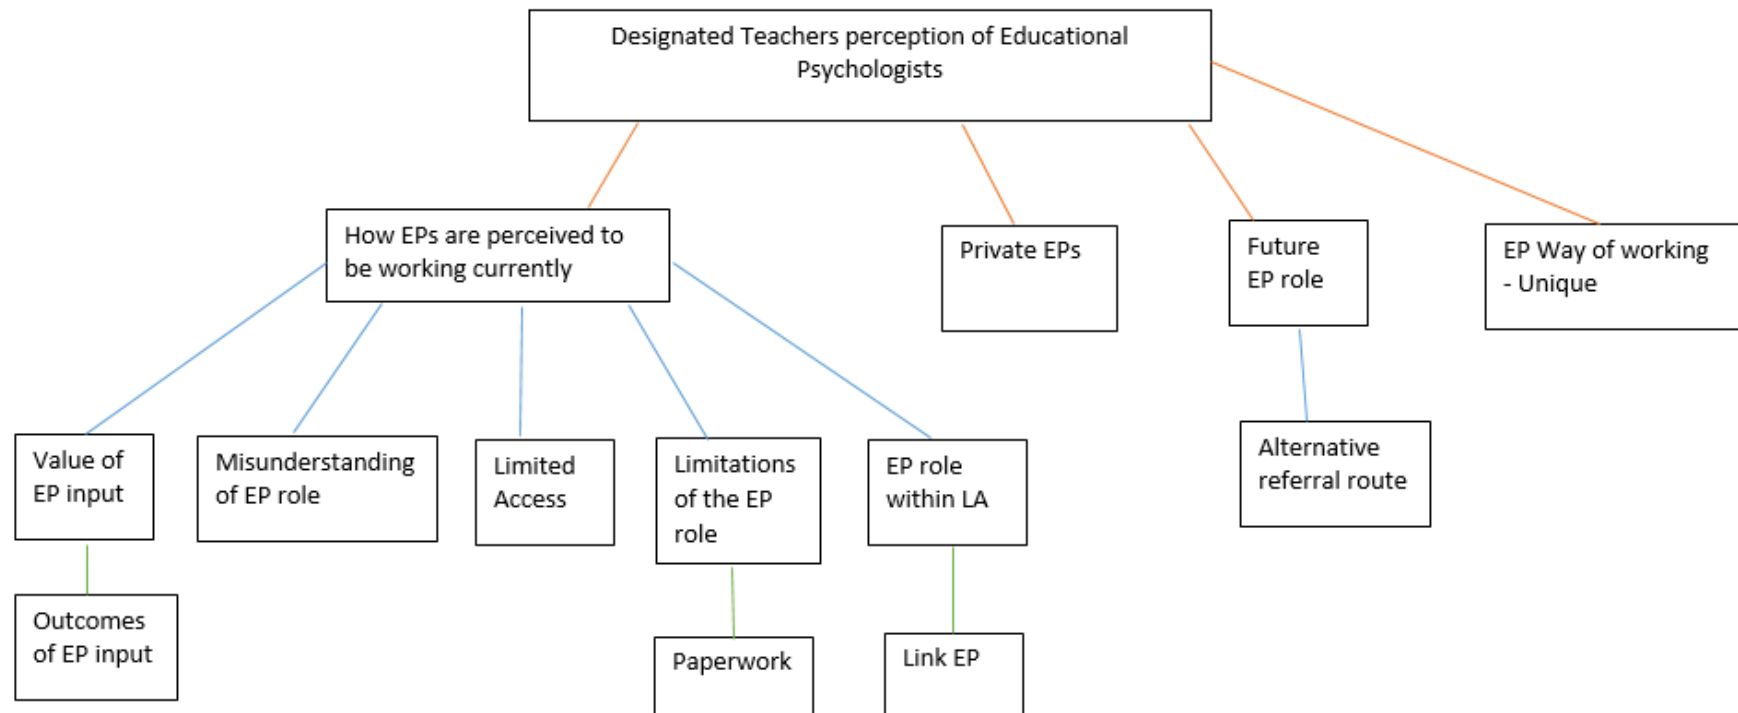 Designated Teachers perception of Educational
Psychologists
How EPs are perceived to
be working currently
Private EPs
Future
EP role
EP Way of working
- Unique
Value of
EP input
Misunderstanding
of EP role
Limited
Access
Limitations
of the EP
role
EP role
within LA
Alternative
referral route
Outcomes
of EP input
Paperwork
Link EP